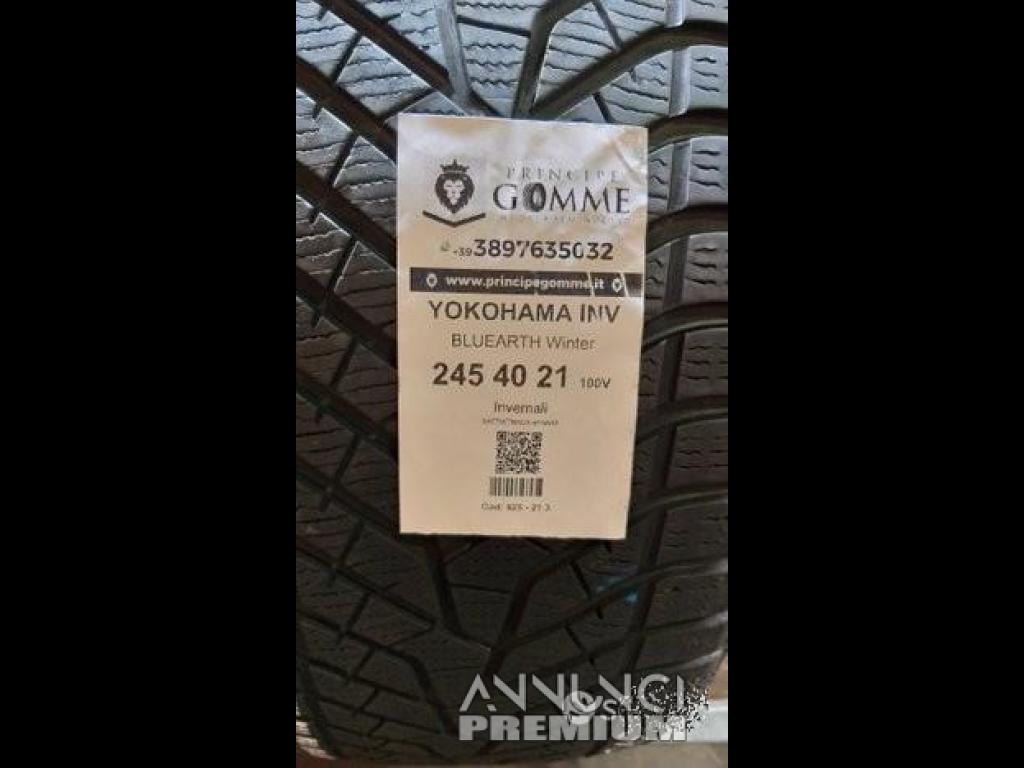 PRINCIPE
GOMME
+39 3897635032
www.principegomme.it
YOKOHAMA INV
BLUEARTH Winter
245 40 21 100V
Invernali
ANNUNCI
PREMIUM